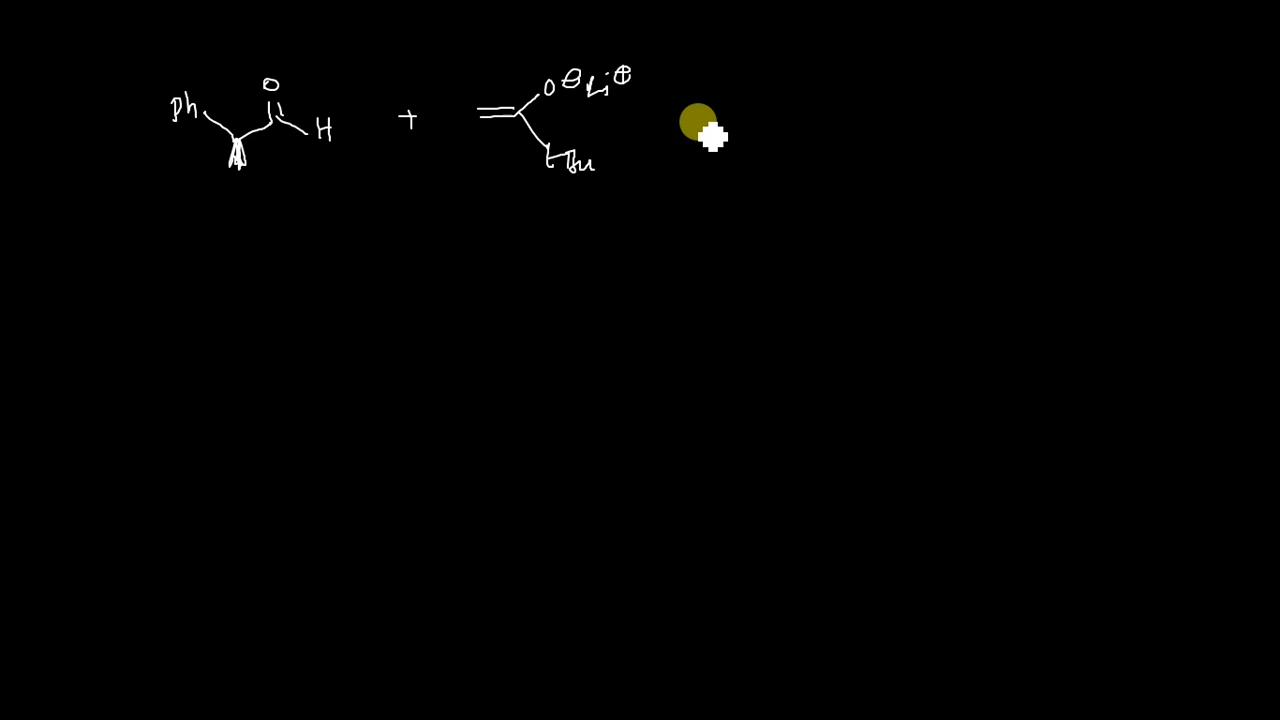 Ph O H + O ⊖ Li ⊕
tBu